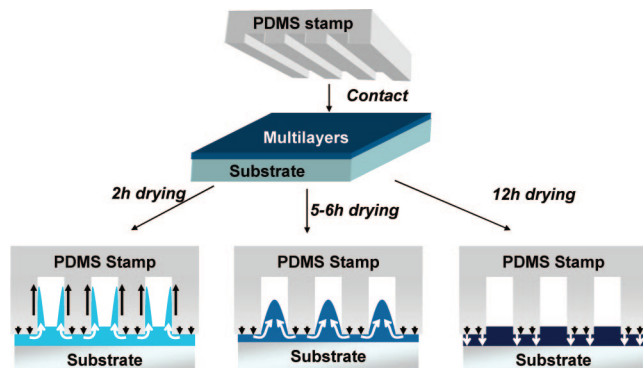 PDMS stamp
Contact
Multilayers
Substrate
2h drying
5-6h drying
12h drying
PDMS Stamp
PDMS Stamp
PDMS Stamp
Substrate
Substrate
Substrate